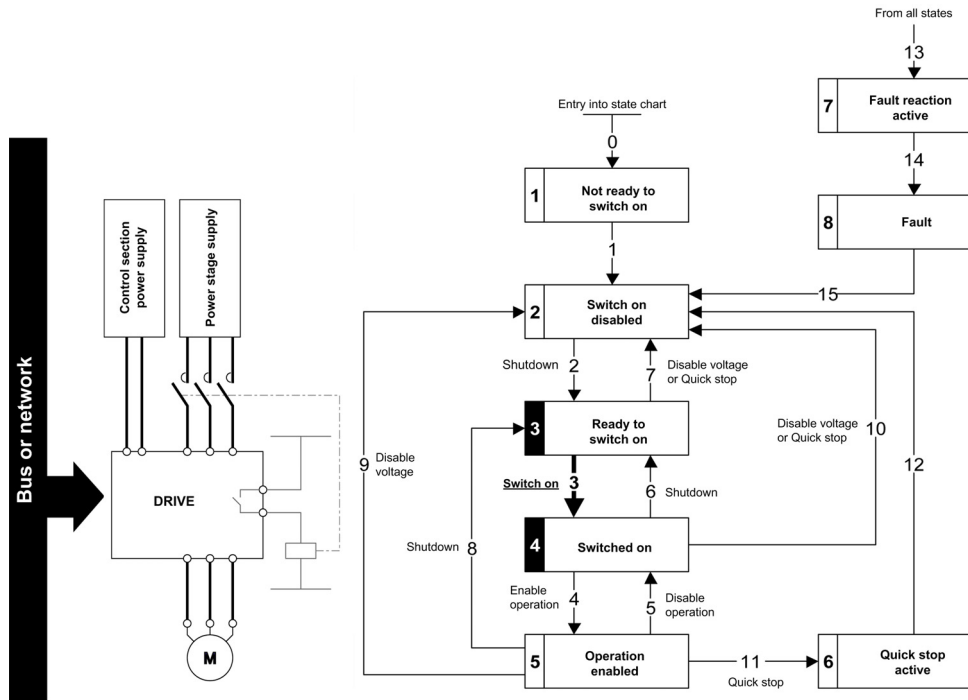 Bus or network
Control section
power supply
Power stage supply
DRIVE
M
From all states
13
7
Fault reaction
active
14
8
Fault
15
Entry into state chart
0
1
Not ready to
switch on
1
2
Switch on
disabled
Shutdown
2
7
Disable voltage
or Quick stop
3
Ready to
switch on
Switch on
3
6
Shutdown
4
Switched on
Enable
operation
4
5
Disable
operation
5
Operation
enabled
11
Quick stop
6
Quick stop
active
9
Disable
voltage
Shutdown
8
Disable voltage
or Quick stop
10
12